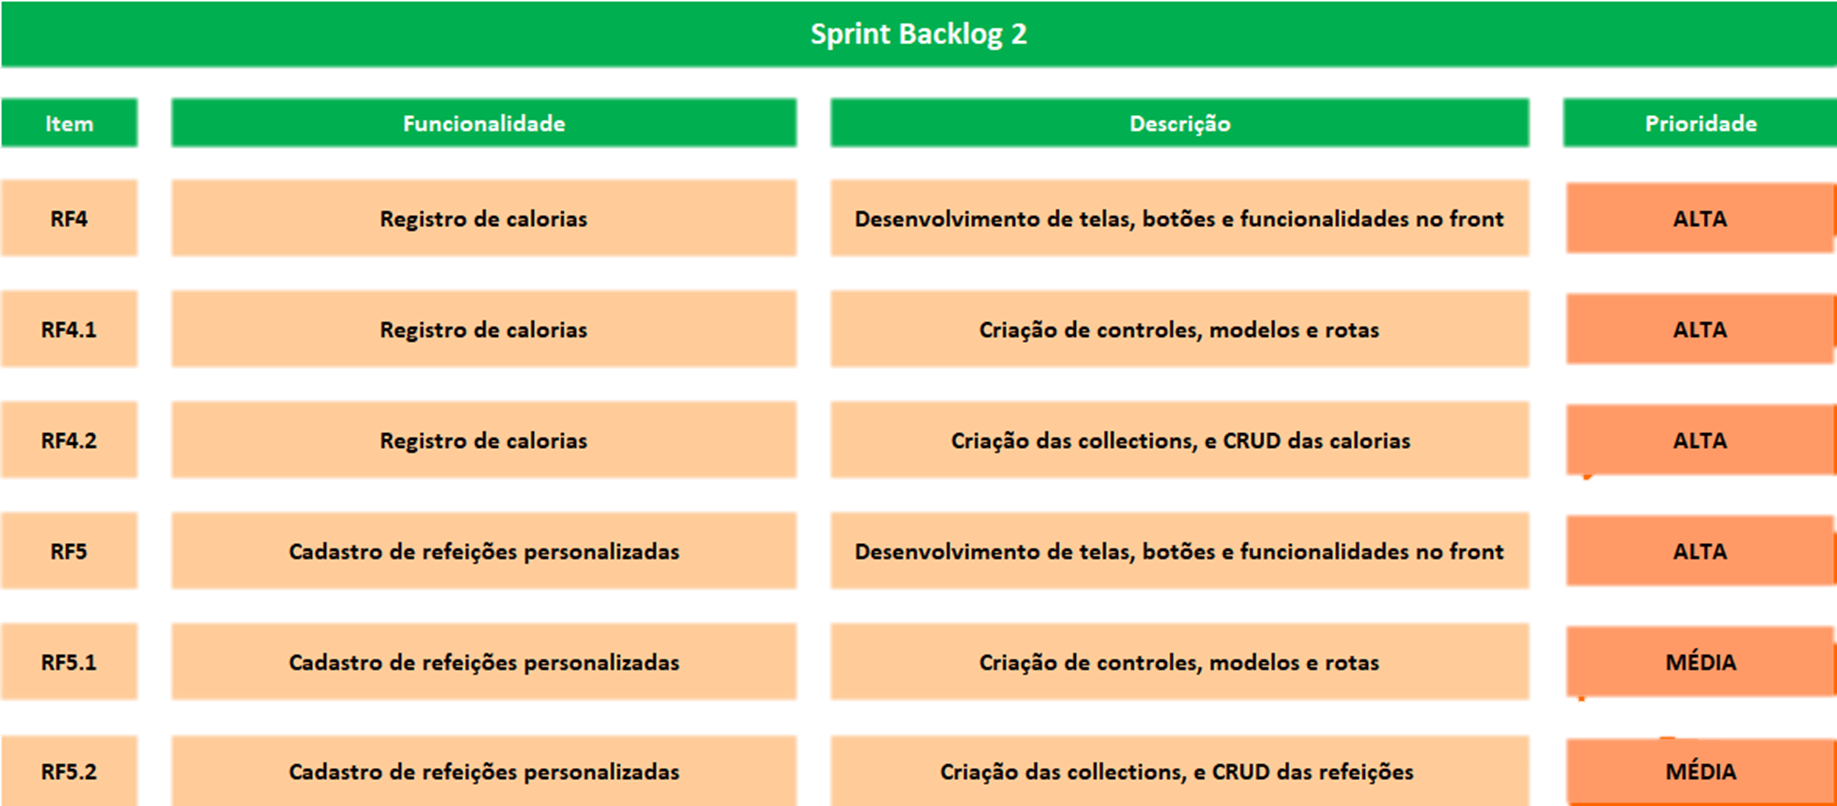 Sprint Backlog 2
Item Funcionalidade Descrição Prioridade
RF4 Registro de calorias Desenvolvimento de telas, botões e funcionalidades no front ALTA
RF4.1 Registro de calorias Criação de controles, modelos e rotas ALTA
RF4.2 Registro de calorias Criação das collections, e CRUD das calorias ALTA
RF5 Cadastro de refeições personalizadas Desenvolvimento de telas, botões e funcionalidades no front ALTA
RF5.1 Cadastro de refeições personalizadas Criação de controles, modelos e rotas MÉDIA
RF5.2 Cadastro de refeições personalizadas Criação das collections, e CRUD das refeições MÉDIA